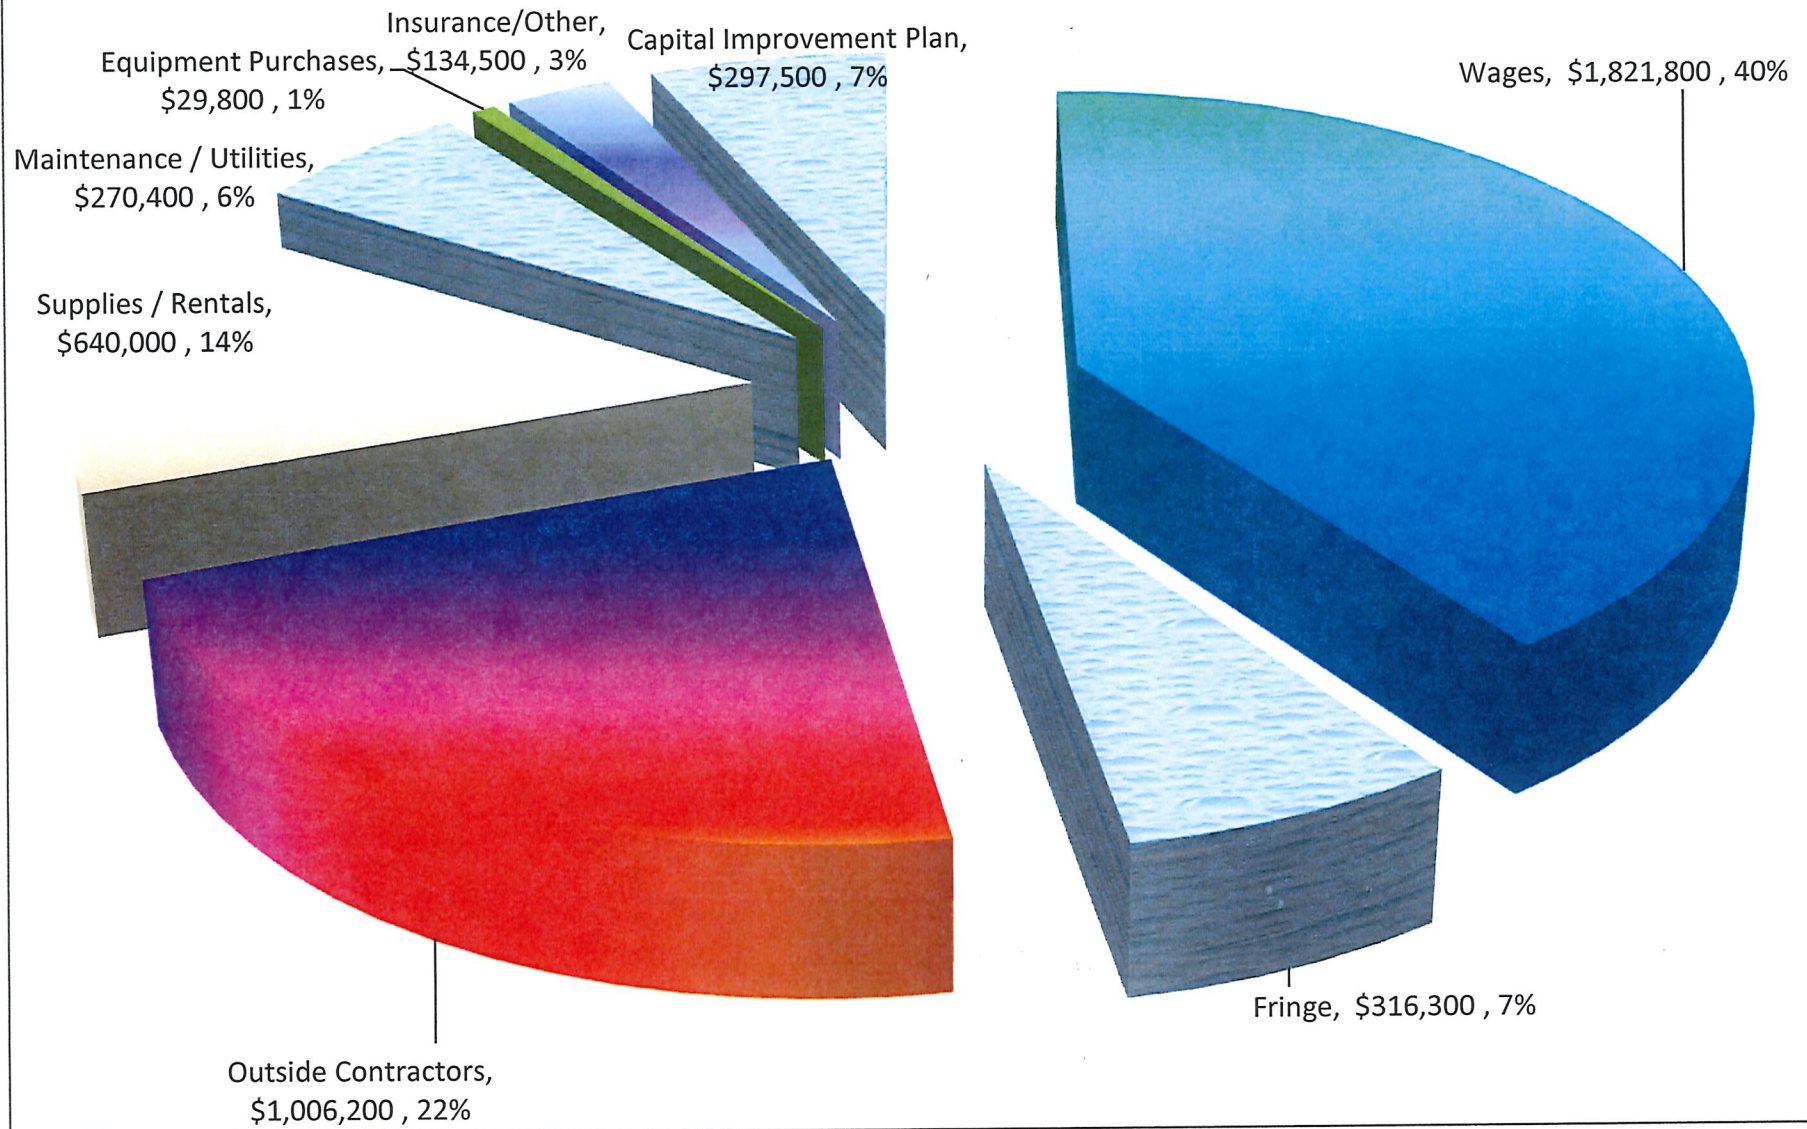 Insurance/Other,
$134,500 , 3%
Capital Improvement Plan,
$297,500 , 7%
Equipment Purchases,
$29,800 , 1%
Wages,  $1,821,800 , 40%
Maintenance / Utilities,
$270,400 , 6%
Supplies / Rentals,
$640,000 , 14%
Fringe,  $316,300 , 7%
Outside Contractors,
$1,006,200 , 22%